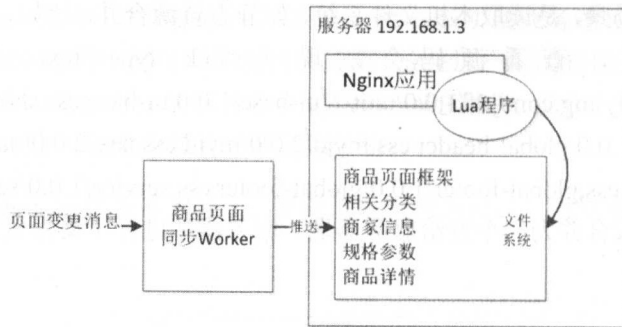 服务器 192.168.1.3
Nginx应用
Lua程序
页面变更消息
商品页面
同步Worker
推送
商品页面框架
相关分类
商家信息
规格参数
商品详情
文件
系统